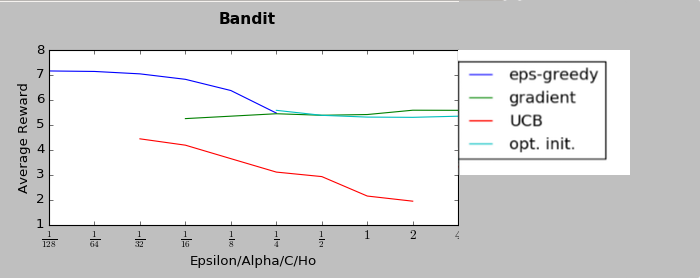 Bandit
Average Reward
8
7
6
5
4
3
2
1
1/128 1/64 1/32 1/16 1/8 1/4 1/2 1 2 4
Epsilon/Alpha/C/Ho
eps-greedy
gradient
UCB
opt. init.